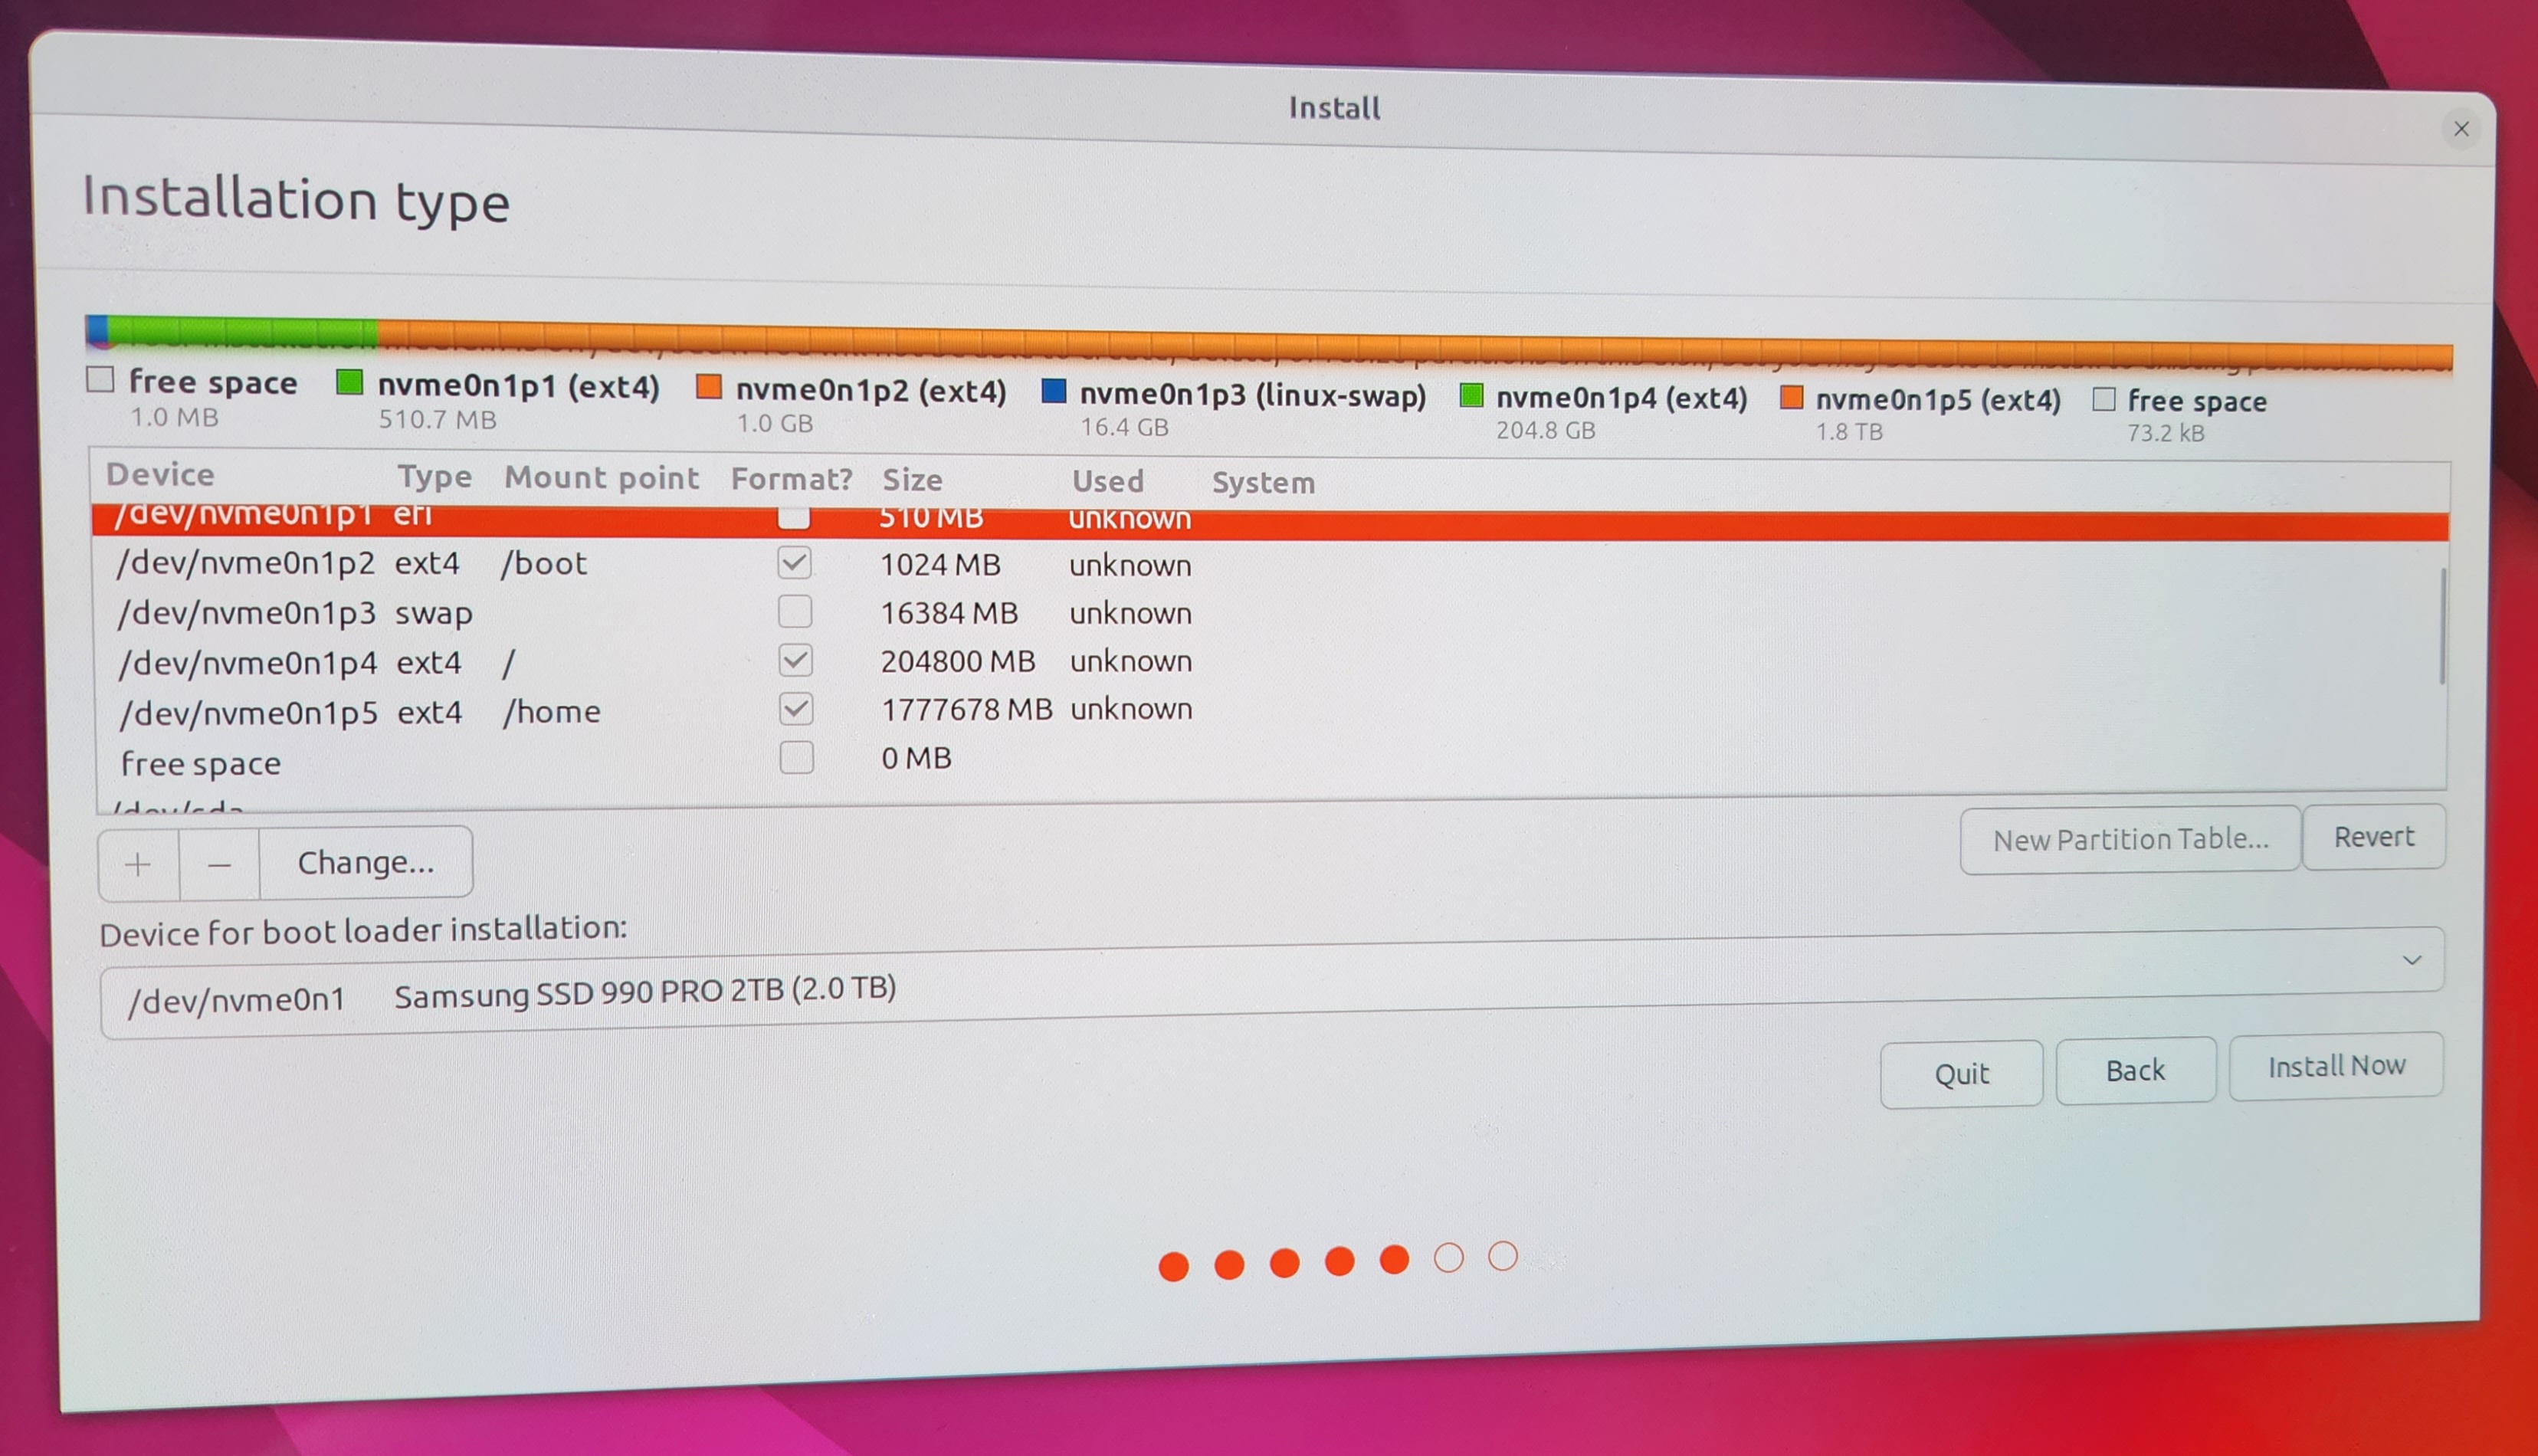 Install
Installation type
free space nvme0n1p1 (ext4) nvme0n1p2 (ext4) nvme0n1p3 (linux-swap) nvme0n1p4 (ext4) nvme0n1p5 (ext4) free space
1.0 MB 510.7 MB 1.0 GB 16.4 GB 204.8 GB 1.8 TB 73.2 kB
Device Type Mount point Format? Size Used System
/dev/nvme0n1p1 efi 510 MB unknown
/dev/nvme0n1p2 ext4 /boot 1024 MB unknown
/dev/nvme0n1p3 swap 16384 MB unknown
/dev/nvme0n1p4 ext4 / 204800 MB unknown
/dev/nvme0n1p5 ext4 /home 1777678 MB unknown
free space 0 MB
/dev/sda
+ − Change... New Partition Table... Revert
Device for boot loader installation:
/dev/nvme0n1 Samsung SSD 990 PRO 2TB (2.0 TB)
Quit Back Install Now